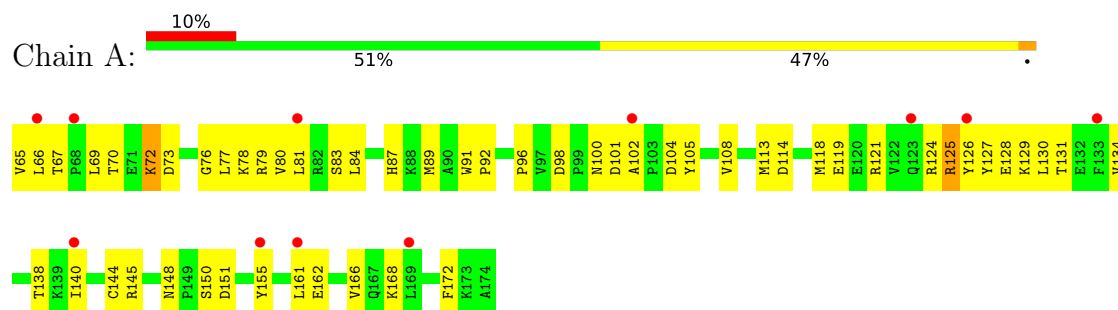 10%
Chain A:
51% 47% •
V65 L66 T67 P68 L69 T70 E71 K72 D73 G76 L77 K78 R79 V80 L81 R82 S83 L84 H87 K88 M89 A90 W91 P92 P96 V97 D98 P99 N100 D101 A102 P103 D104 Y105 V108 M113 D114 M118 E119 E120 R121 V122 Q123 R124 R125 Y126 Y127 E128 K129 L130 T131 E132 F133 V134
T138 K139 I140 C144 R145 N148 P149 S150 D151 Y155 L161 E162 V166 Q167 K168 L169 F172 K173 A174